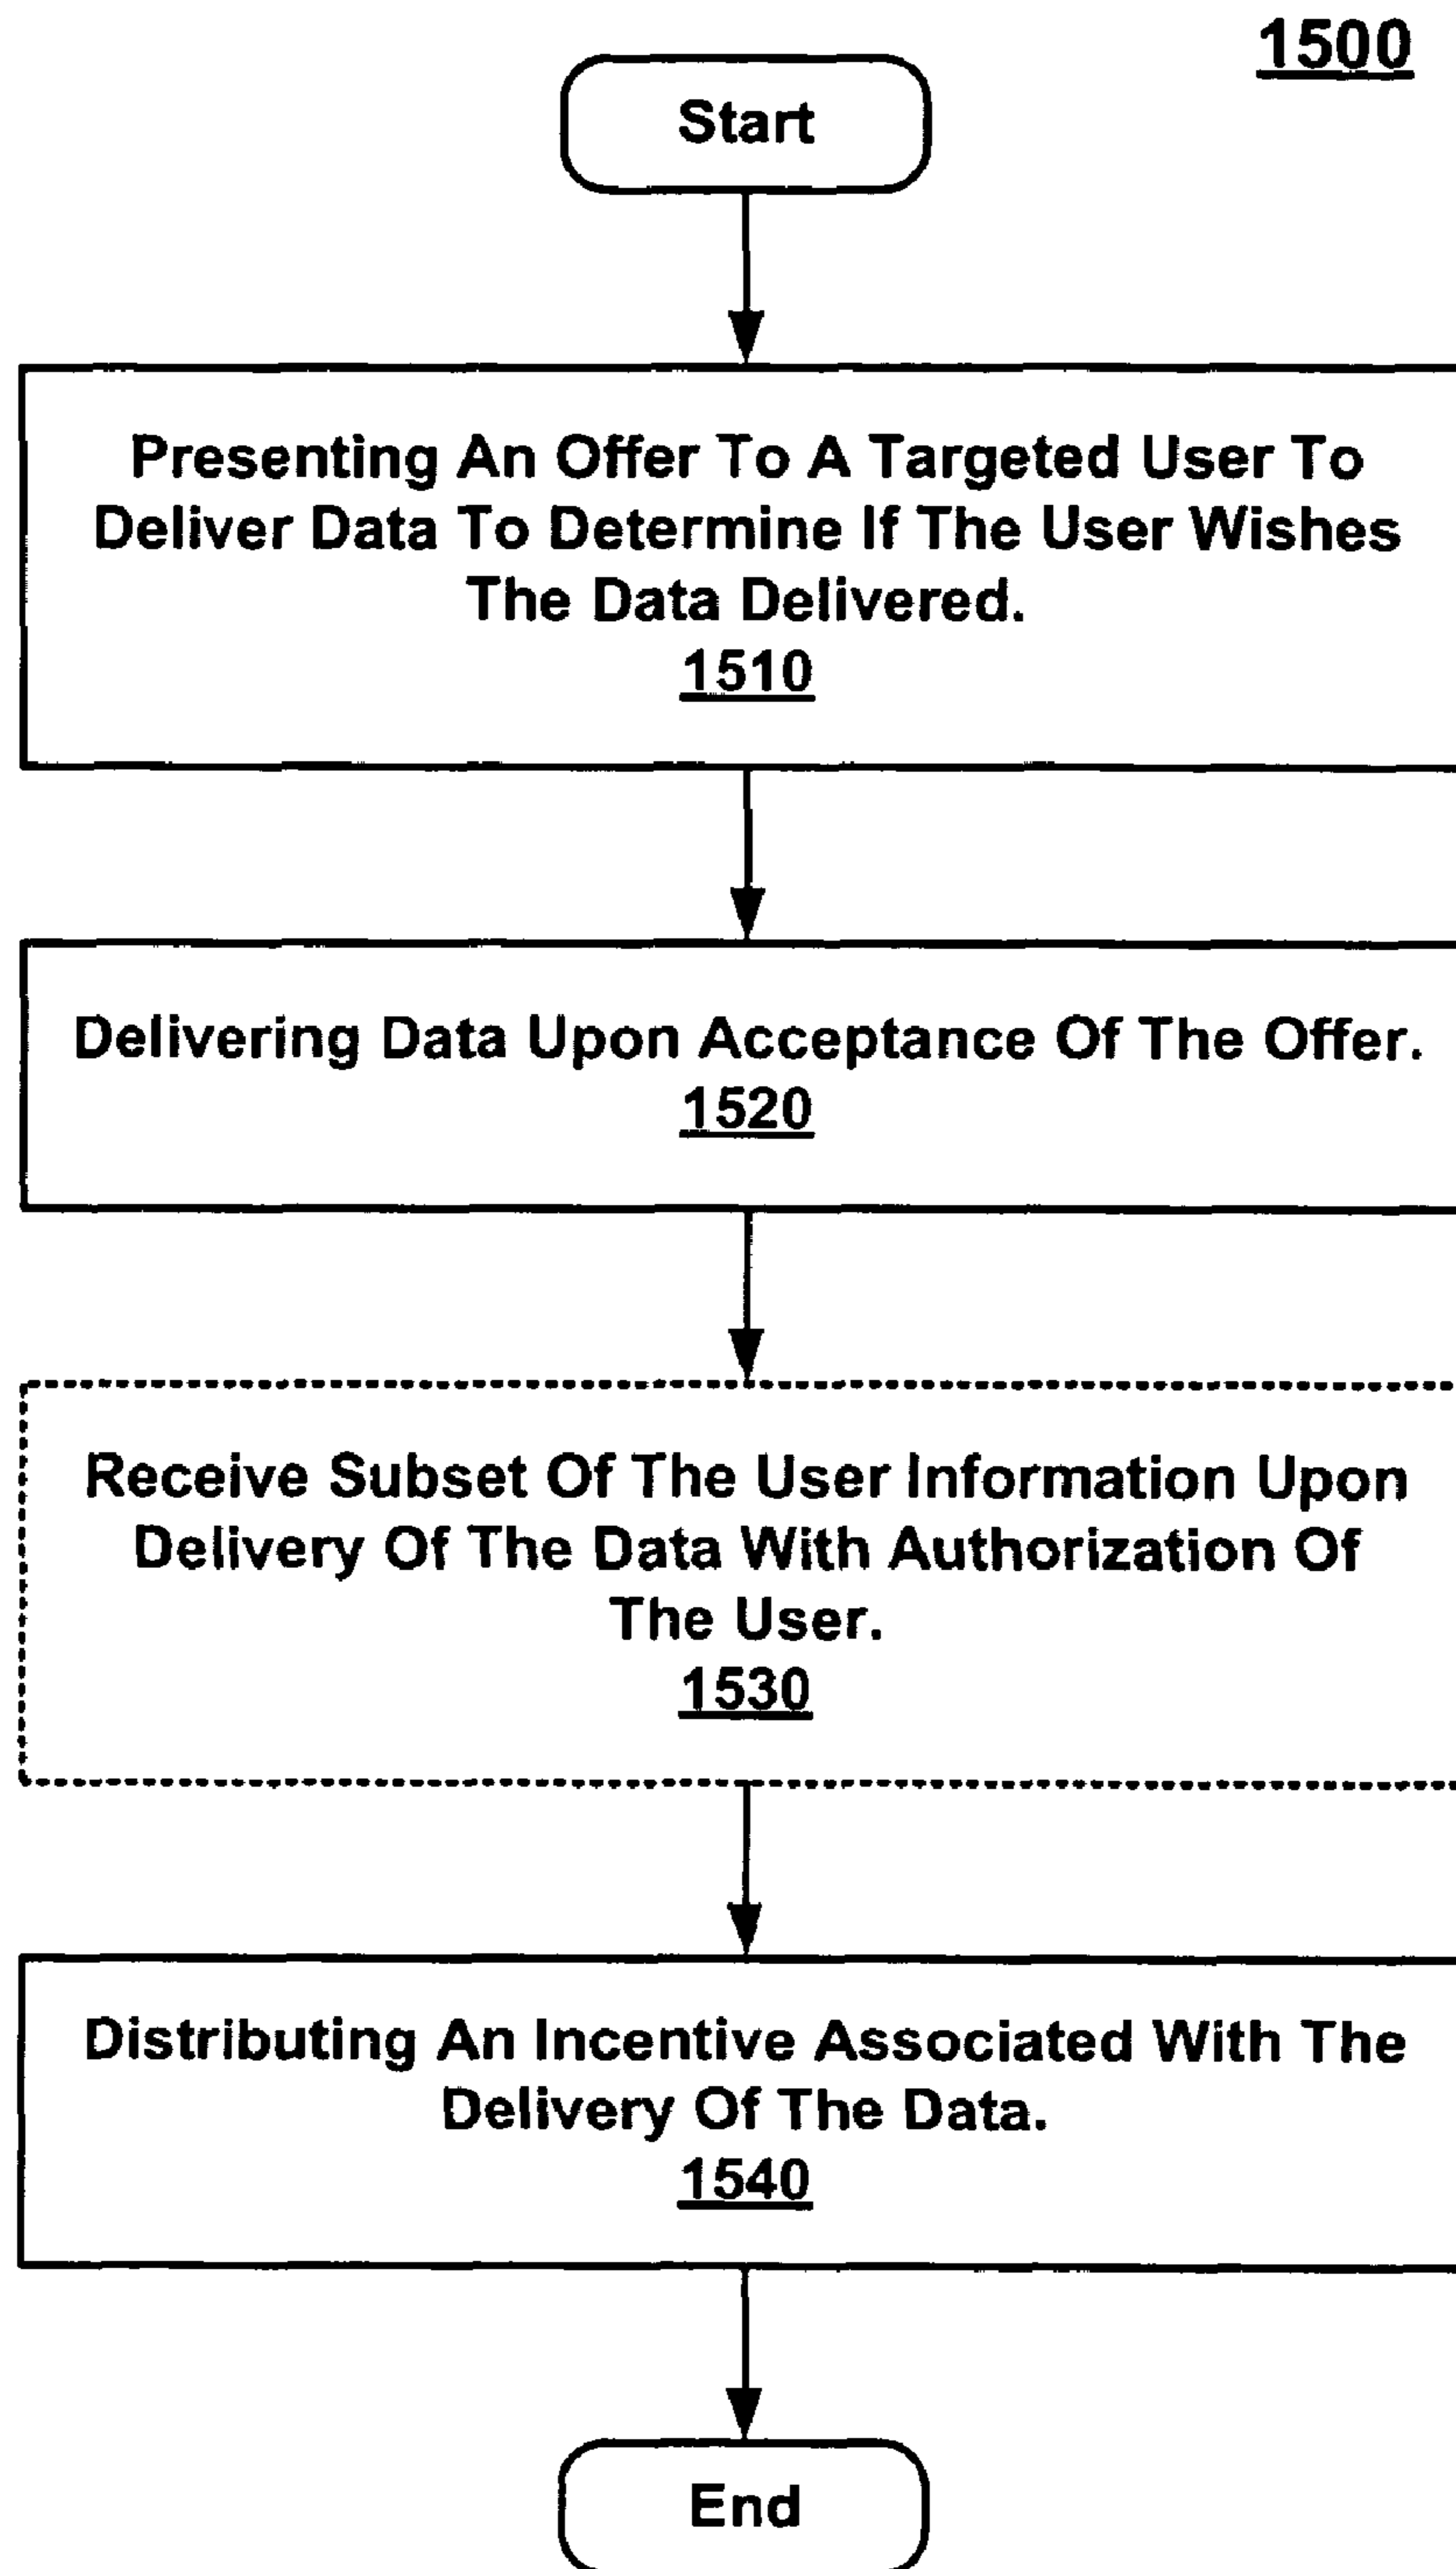 1500
Start
Presenting An Offer To A Targeted User To
Deliver Data To Determine If The User Wishes
The Data Delivered.
1510
Delivering Data Upon Acceptance Of The Offer.
1520
Receive Subset Of The User Information Upon
Delivery Of The Data With Authorization Of
The User.
1530
Distributing An Incentive Associated With The
Delivery Of The Data.
1540
End